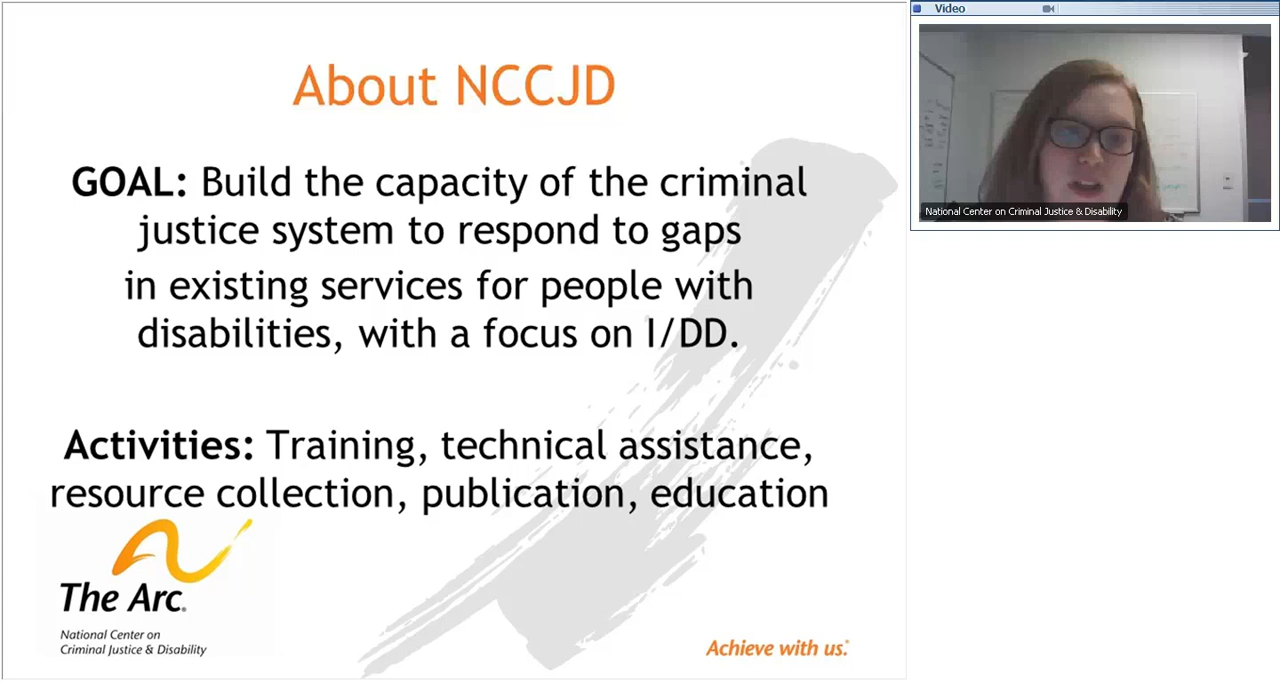 About NCCJD
GOAL: Build the capacity of the criminal
justice system to respond to gaps
in existing services for people with
disabilities, with a focus on I/DD.
Activities: Training, technical assistance,
resource collection, publication, education
The Arc®
National Center on
Criminal Justice & Disability
Achieve with us.®
Video
National Center on Criminal Justice & Disability